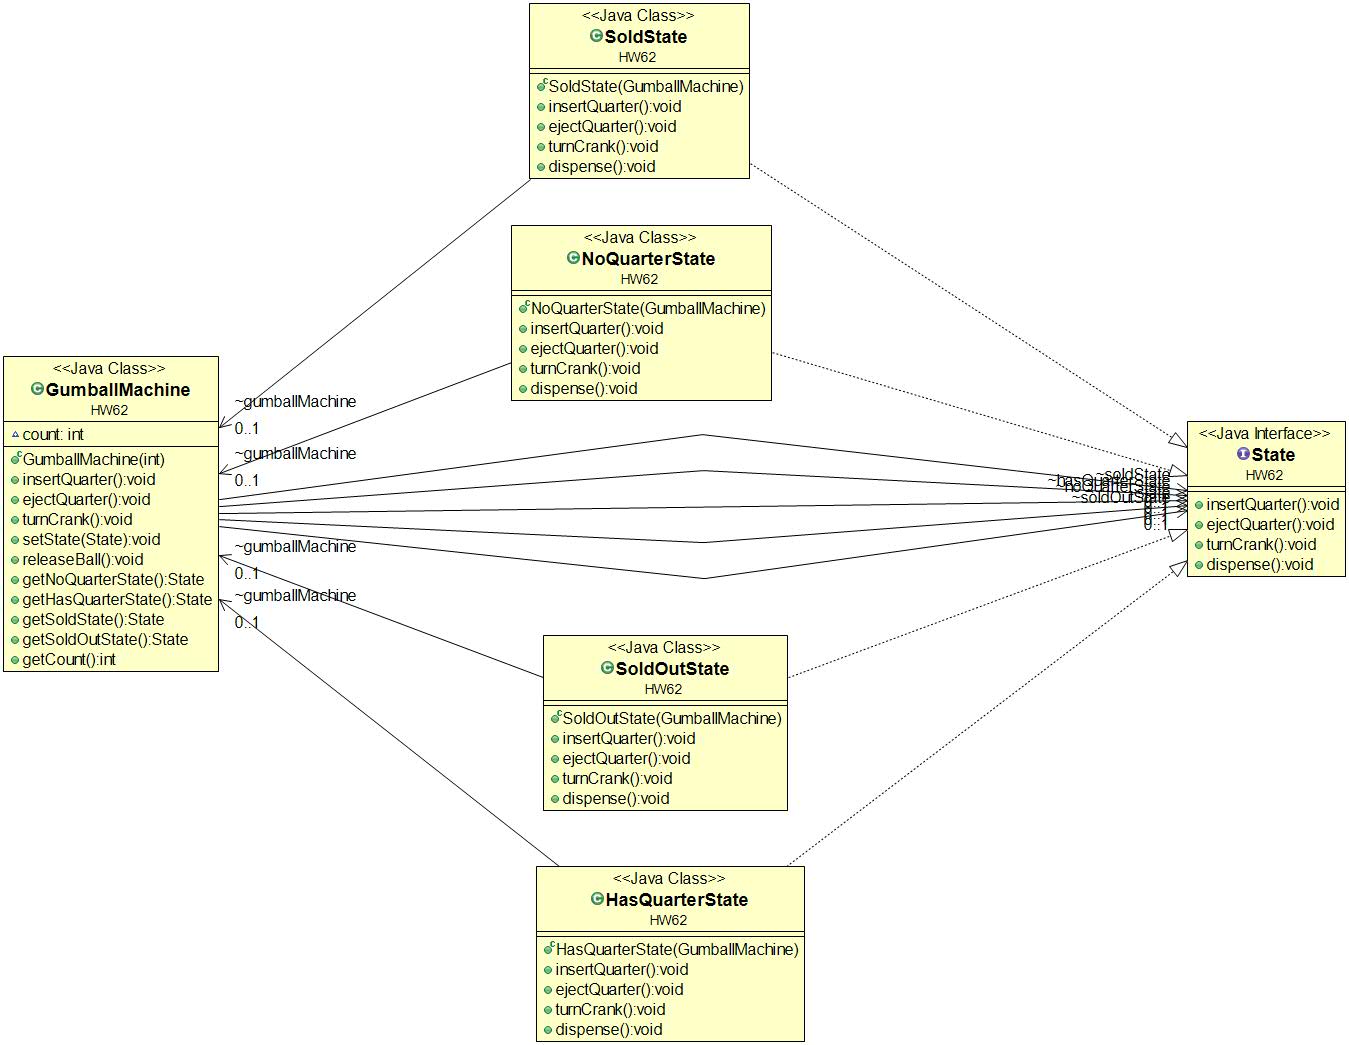 <<Java Class>>
SoldState
HW62
SoldState(GumballMachine)
insertQuarter():void
ejectQuarter():void
turnCrank():void
dispense():void
<<Java Class>>
NoQuarterState
HW62
NoQuarterState(GumballMachine)
insertQuarter():void
ejectQuarter():void
turnCrank():void
dispense():void
<<Java Class>>
GumballMachine
HW62
count: int
GumballMachine(int)
insertQuarter():void
ejectQuarter():void
turnCrank():void
setState(State):void
releaseBall():void
getNoQuarterState():State
getHasQuarterState():State
getSoldState():State
getSoldOutState():State
getCount():int
~gumballMachine
0..1
~gumballMachine
0..1
~gumballMachine
0..1
~gumballMachine
0..1
~soldState
~hasQuarterState
noQuarterState
~soldOutState
0..1
<<Java Interface>>
State
HW62
insertQuarter():void
ejectQuarter():void
turnCrank():void
dispense():void
<<Java Class>>
SoldOutState
HW62
SoldOutState(GumballMachine)
insertQuarter():void
ejectQuarter():void
turnCrank():void
dispense():void
<<Java Class>>
HasQuarterState
HW62
HasQuarterState(GumballMachine)
insertQuarter():void
ejectQuarter():void
turnCrank():void
dispense():void